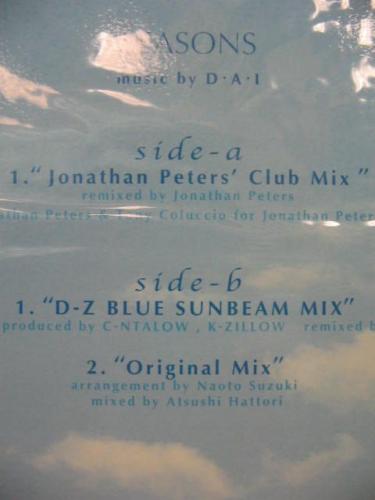 ASONS
music by D·A·I
side-a
1. "Jonathan Peters' Club Mix"
remixed by Jonathan Peters
Peters & Tony Coluccio for Jonathan
side-b
1. "D-Z BLUE SUNBEAM MIX"
produced by C-NTALOW , K-ZILLOW remixed
2. "Original Mix"
arrangement by Naoto Suzuki
mixed by Atsushi Hattori